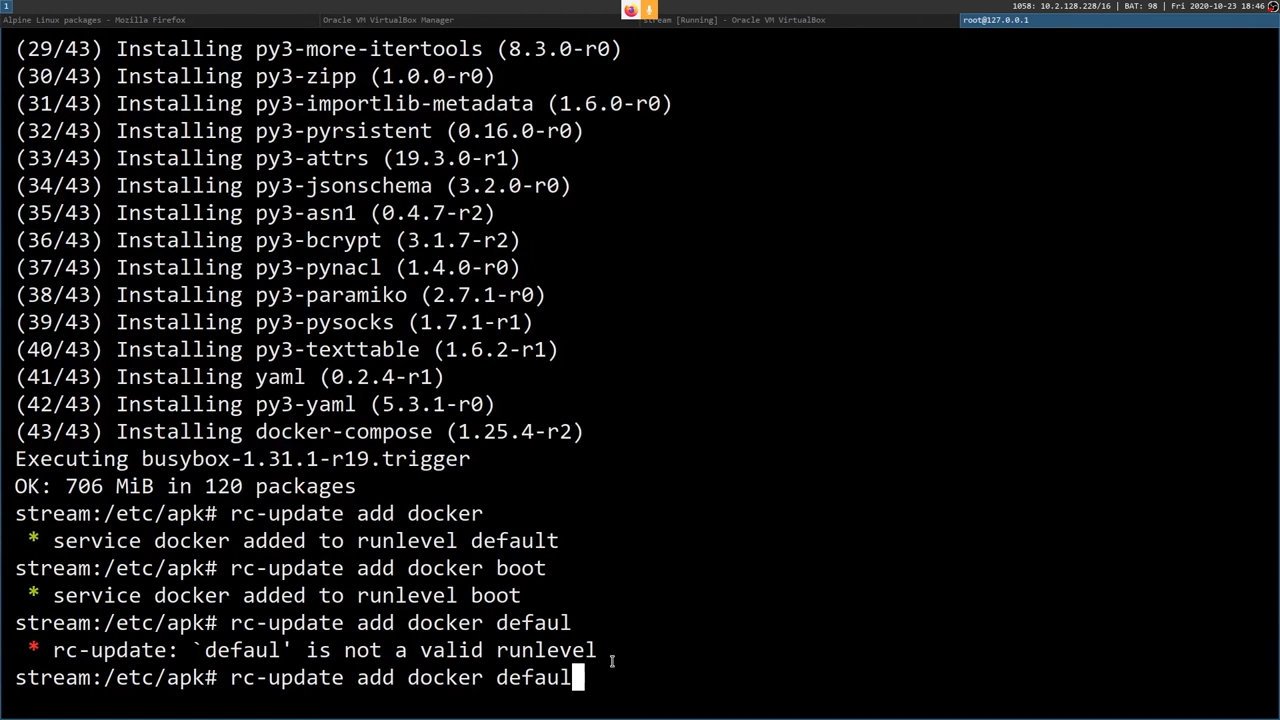 1
1058: 10.2.128.228/16 | BAT: 98 | Fri 2020-10-23 18:46
Alpine Linux packages - Mozilla Firefox
Oracle VM VirtualBox Manager
stream [Running] - Oracle VM VirtualBox
root@127.0.0.1
(29/43) Installing py3-more-itertools (8.3.0-r0)
(30/43) Installing py3-zipp (1.0.0-r0)
(31/43) Installing py3-importlib-metadata (1.6.0-r0)
(32/43) Installing py3-pyrsistent (0.16.0-r0)
(33/43) Installing py3-attrs (19.3.0-r1)
(34/43) Installing py3-jsonschema (3.2.0-r0)
(35/43) Installing py3-asn1 (0.4.7-r2)
(36/43) Installing py3-bcrypt (3.1.7-r2)
(37/43) Installing py3-pynacl (1.4.0-r0)
(38/43) Installing py3-paramiko (2.7.1-r0)
(39/43) Installing py3-pysocks (1.7.1-r1)
(40/43) Installing py3-texttable (1.6.2-r1)
(41/43) Installing yaml (0.2.4-r1)
(42/43) Installing py3-yaml (5.3.1-r0)
(43/43) Installing docker-compose (1.25.4-r2)
Executing busybox-1.31.1-r19.trigger
OK: 706 MiB in 120 packages
stream:/etc/apk# rc-update add docker
 * service docker added to runlevel default
stream:/etc/apk# rc-update add docker boot
 * service docker added to runlevel boot
stream:/etc/apk# rc-update add docker defaul
 * rc-update: `defaul' is not a valid runlevel
stream:/etc/apk# rc-update add docker defaul